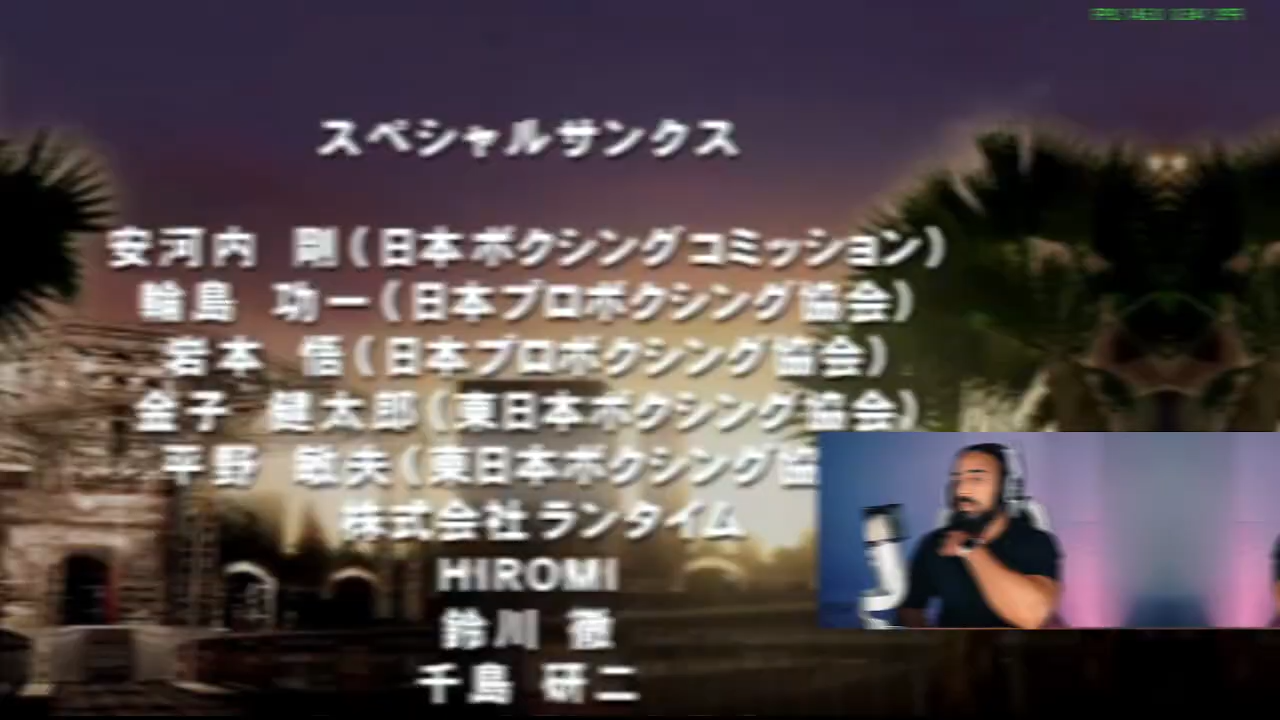 スペシャルサンクス
安河内 剛（日本ボクシングコミッション）
輪島 功一（日本プロボクシング協会）
岩本 悟（日本プロボクシング協会）
金子 健太郎（東日本ボクシング協会）
平野 敏夫（東日本ボクシング協
株式会社ランタイム
HIROMI
鈴川 徹
千島 研二